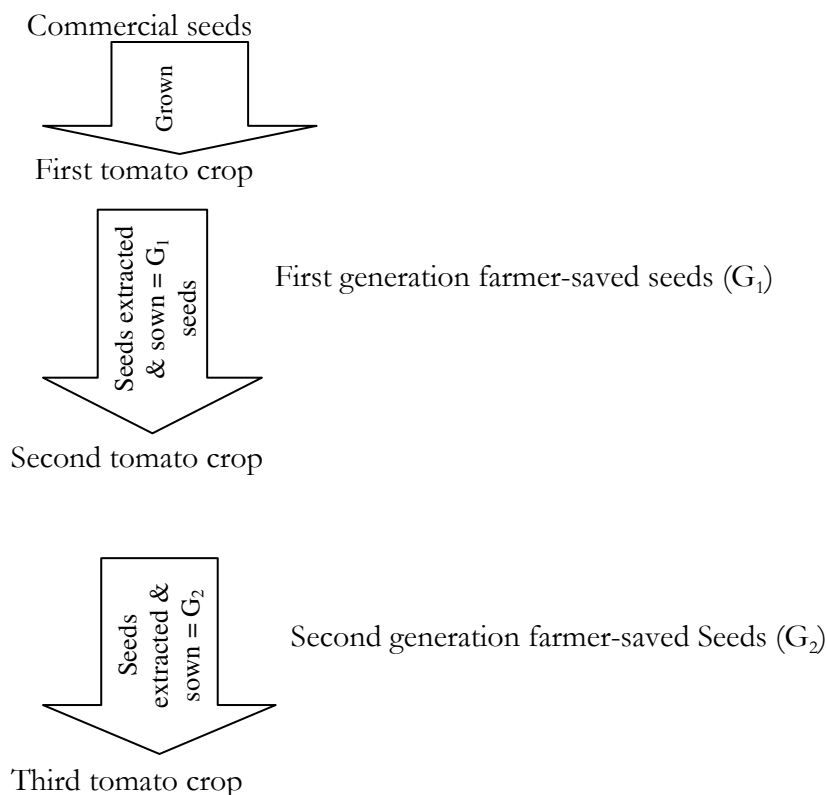 Commercial seeds
Grown
First tomato crop
Seeds extracted
& sown = G₁
seeds
First generation farmer-saved seeds (G₁)
Second tomato crop
Seeds
extracted &
sown = G₂
Second generation farmer-saved Seeds (G₂)
Third tomato crop